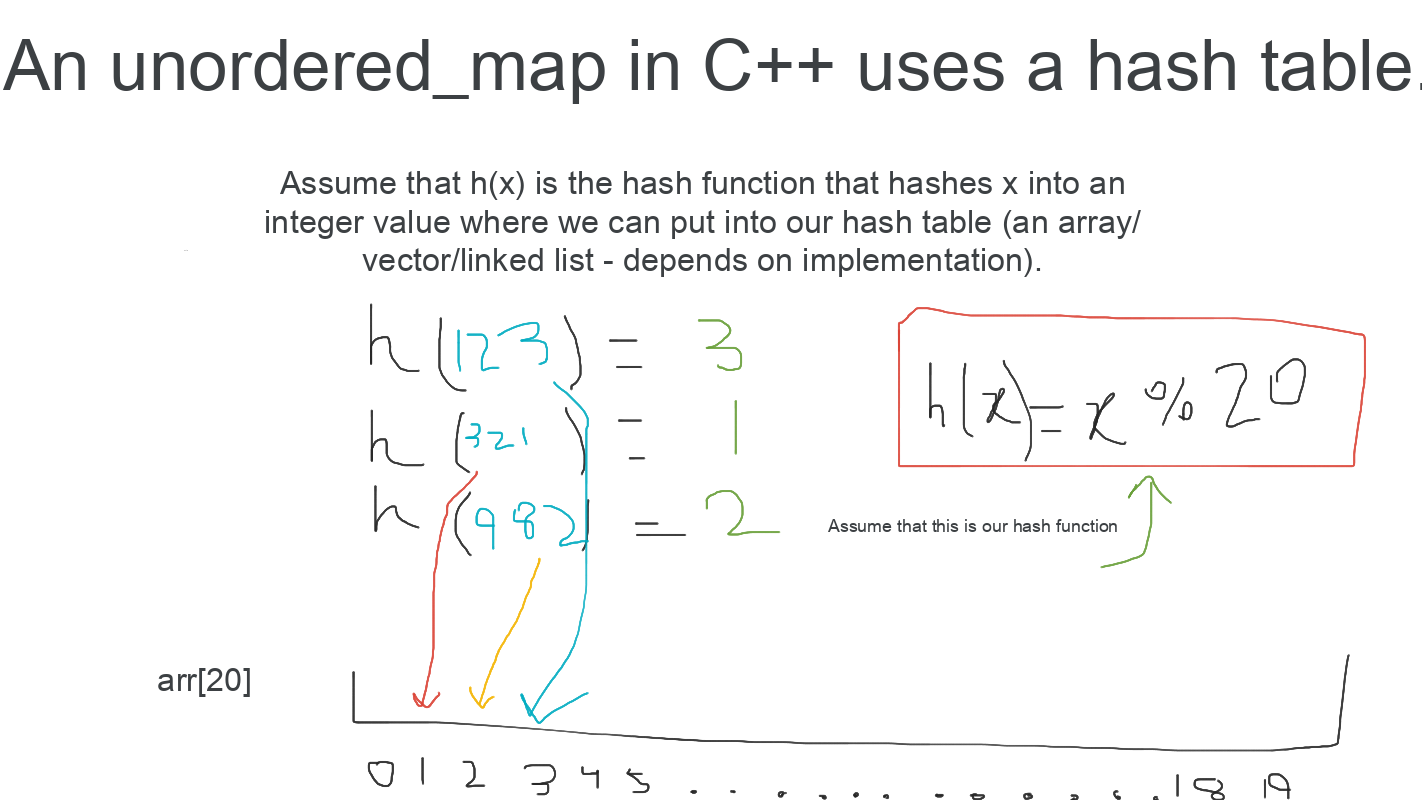 An unordered_map in C++ uses a hash table.
Assume that h(x) is the hash function that hashes x into an
integer value where we can put into our hash table (an array/
vector/linked list - depends on implementation).
h(123) = 3
h(321) = 1
h(982) = 2
h(x)= x % 20
Assume that this is our hash function
arr[20]
0 1 2 3 4 5 . . . . . . . . . . . 18 19